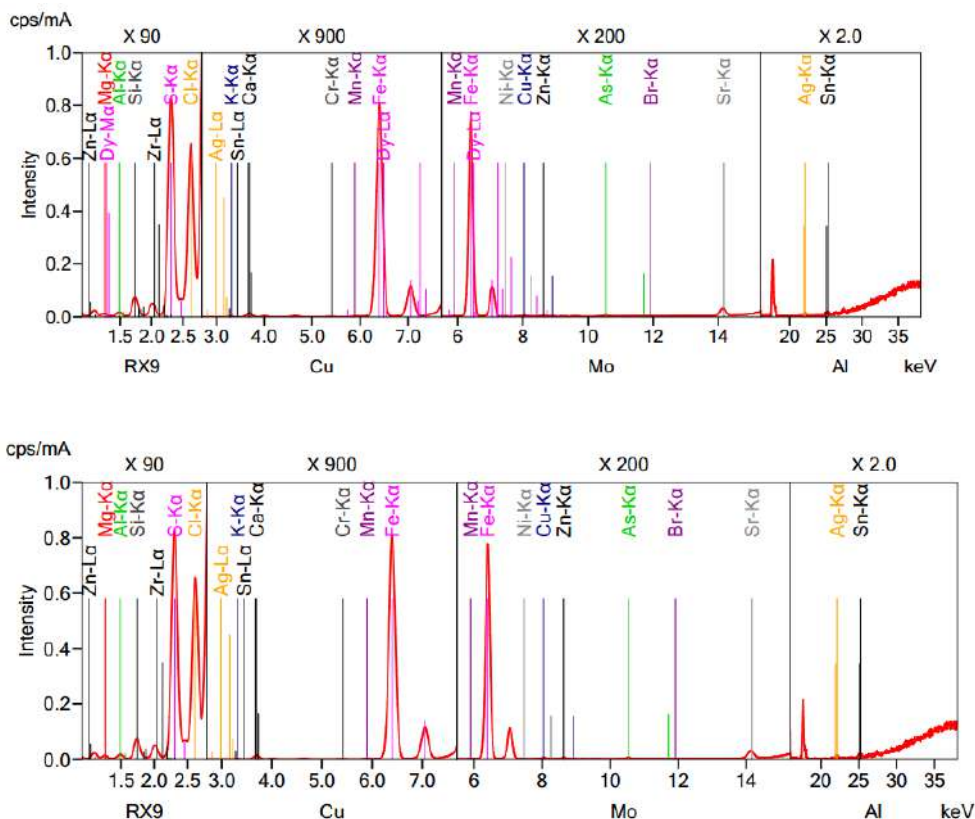 cps/mA
X 90 X 900 X 200 X 2.0
1.0
0.8
0.6
0.4
0.2
0.0
Intensity
Zn-Lα
Dy-Mα
Mg-Kα
Al-Kα
Si-Kα
Zr-Lα
S-Kα
Cl-Kα
Ag-Lα
K-Kα
Sn-Lα
Ca-Kα
Cr-Kα
Mn-Kα
Fe-Kα
Dy-Lα
Mn-Kα
Fe-Kα
Dy-Lα
Ni-Kα
Cu-Kα
Zn-Kα
As-Kα
Br-Kα
Sr-Kα
Ag-Kα
Sn-Kα
1.5 2.0 2.5 3.0 4.0 5.0 6.0 7.0 6 8 10 12 14 20 25 30 35
RX9 Cu Mo Al keV
cps/mA
X 90 X 900 X 200 X 2.0
1.0
0.8
0.6
0.4
0.2
0.0
Intensity
Zn-Lα
Mg-Kα
Al-Kα
Si-Kα
Zr-Lα
S-Kα
Cl-Kα
Ag-Lα
K-Kα
Sn-Lα
Ca-Kα
Cr-Kα
Mn-Kα
Fe-Kα
Mn-Kα
Fe-Kα
Ni-Kα
Cu-Kα
Zn-Kα
As-Kα
Br-Kα
Sr-Kα
Ag-Kα
Sn-Kα
1.5 2.0 2.5 3.0 4.0 5.0 6.0 7.0 6 8 10 12 14 20 25 30 35
RX9 Cu Mo Al keV